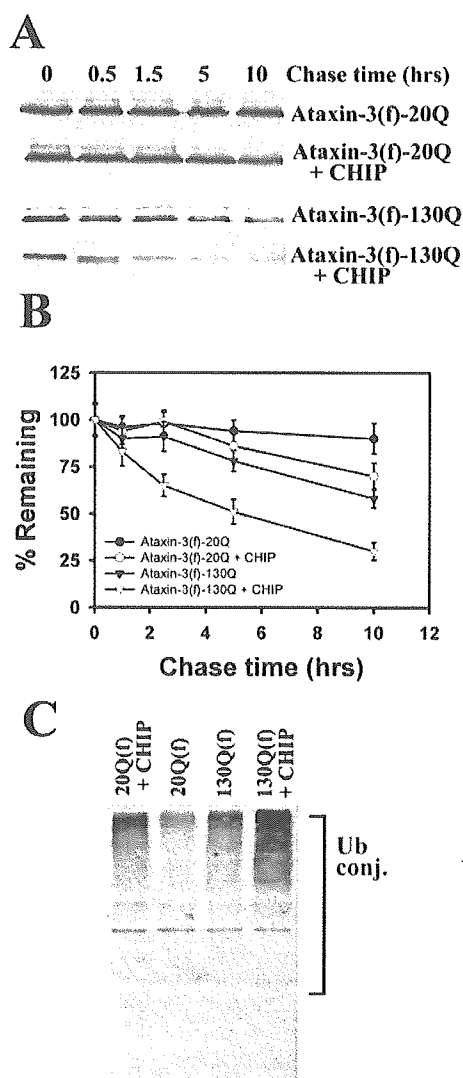 A
0 0.5 1.5 5 10 Chase time (hrs)
Ataxin-3(f)-20Q
Ataxin-3(f)-20Q
+ CHIP
Ataxin-3(f)-130Q
Ataxin-3(f)-130Q
+ CHIP
B
125
100
75
50
25
0
% Remaining
Ataxin-3(f)-20Q
Ataxin-3(f)-20Q + CHIP
Ataxin-3(f)-130Q
Ataxin-3(f)-130Q + CHIP
0 2 4 6 8 10 12
Chase time (hrs)
C
20Q(f)
+ CHIP
20Q(f)
130Q(f)
130Q(f)
+ CHIP
Ub
conj.